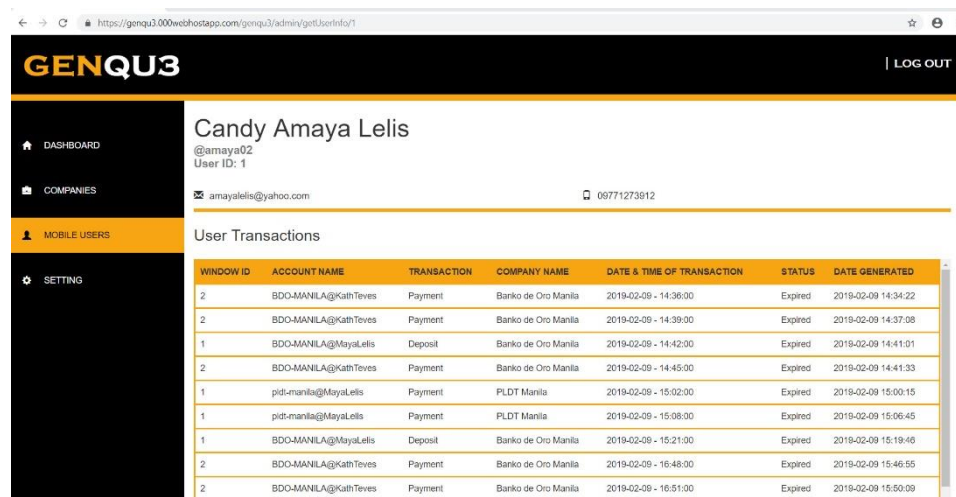 https://genqu3.000webhostapp.com/genqu3/admin/getUserInfo/1
GENQU3
| LOG OUT
DASHBOARD
COMPANIES
MOBILE USERS
SETTING
Candy Amaya Lelis
@amaya02
User ID: 1
amayalelis@yahoo.com 09771273912
User Transactions
WINDOW ID ACCOUNT NAME TRANSACTION COMPANY NAME DATE & TIME OF TRANSACTION STATUS DATE GENERATED
2 BDO-MANILA@KathTeves Payment Banko de Oro Manila 2019-02-09 - 14:36:00 Expired 2019-02-09 14:34:22
2 BDO-MANILA@KathTeves Payment Banko de Oro Manila 2019-02-09 - 14:39:00 Expired 2019-02-09 14:37:08
1 BDO-MANILA@MayaLelis Deposit Banko de Oro Manila 2019-02-09 - 14:42:00 Expired 2019-02-09 14:41:01
2 BDO-MANILA@KathTeves Payment Banko de Oro Manila 2019-02-09 - 14:45:00 Expired 2019-02-09 14:41:33
1 pldt-manila@MayaLelis Payment PLDT Manila 2019-02-09 - 15:02:00 Expired 2019-02-09 15:00:15
1 pldt-manila@MayaLelis Payment PLDT Manila 2019-02-09 - 15:08:00 Expired 2019-02-09 15:06:45
1 BDO-MANILA@MayaLelis Deposit Banko de Oro Manila 2019-02-09 - 15:21:00 Expired 2019-02-09 15:19:46
2 BDO-MANILA@KathTeves Payment Banko de Oro Manila 2019-02-09 - 16:48:00 Expired 2019-02-09 15:46:55
2 BDO-MANILA@KathTeves Payment Banko de Oro Manila 2019-02-09 - 16:51:00 Expired 2019-02-09 15:50:09